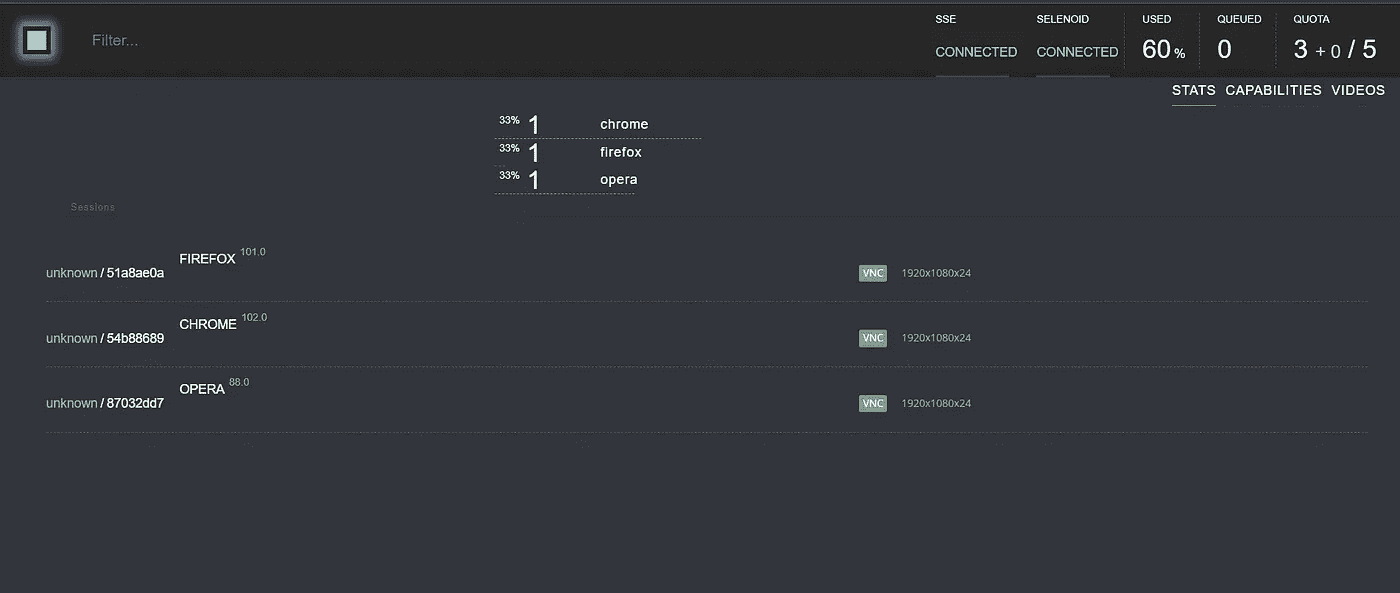 Filter...
SSE SELENOID USED QUEUED QUOTA
CONNECTED CONNECTED 60 % 0 3 + 0 / 5
STATS CAPABILITIES VIDEOS
33% 1 chrome
33% 1 firefox
33% 1 opera
Sessions
unknown / 51a8ae0a FIREFOX 101.0 VNC 1920x1080x24
unknown / 54b88689 CHROME 102.0 VNC 1920x1080x24
unknown / 87032dd7 OPERA 88.0 VNC 1920x1080x24